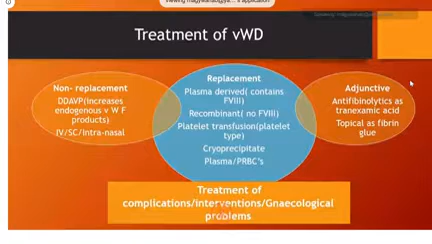 Treatment of vWD
Non- replacement
DDAVP(increases
endogenous v W F
products)
IV/SC/Intra-nasal
Replacement
Plasma derived( contains
FVIII)
Recombinant( no FVIII)
Platelet transfusion(platelet
type)
Cryoprecipitate
Plasma/PRBC's
Adjunctive
Antifibinolytics as
tranexamic acid
Topical as fibrin
glue
Treatment of
complications/interventions/Gnaecological
problems